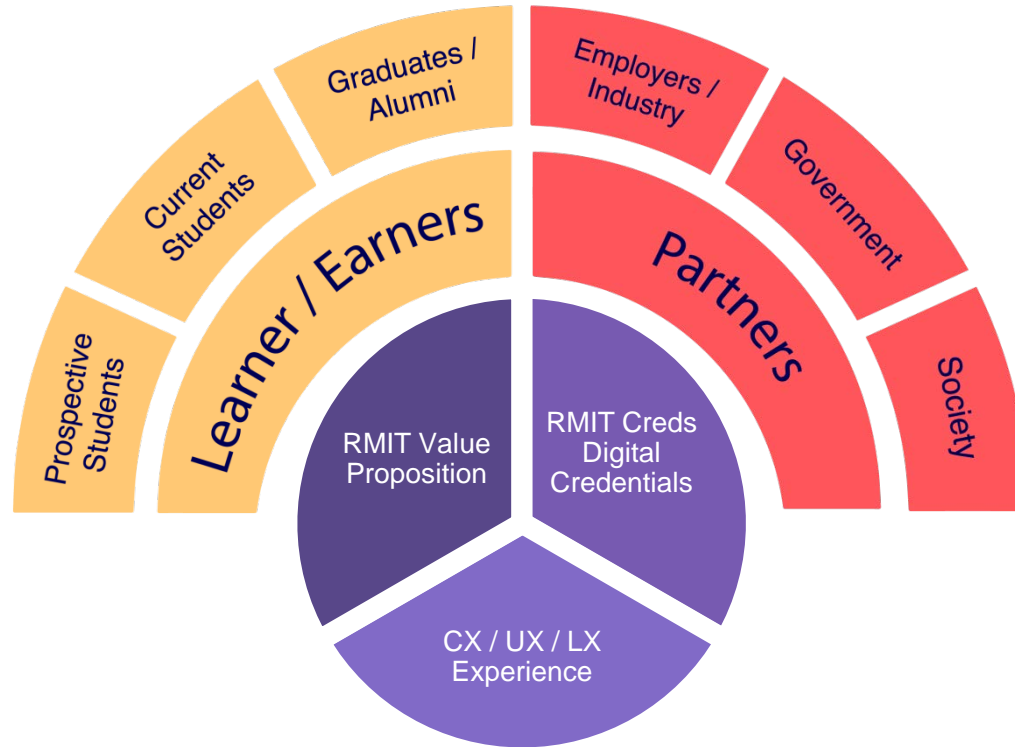 Prospective
Students
Current
Students
Graduates /
Alumni
Employers /
Industry
Government
Society
Learner / Earners
Partners
RMIT Value
Proposition
RMIT Creds
Digital
Credentials
CX / UX / LX
Experience